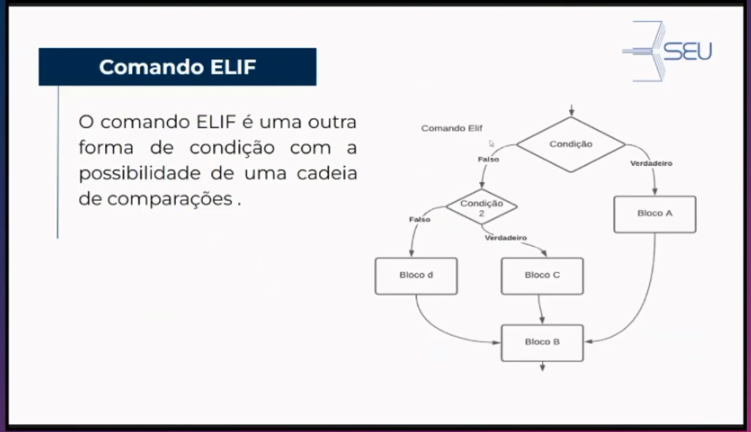 Comando ELIF
SEU
O comando ELIF é uma outra
forma de condição com a
possibilidade de uma cadeia
de comparações .
Comando Elif
Condição
Falso
Verdadeiro
Condição
2
Bloco A
Falso
Verdadeiro
Bloco d
Bloco C
Bloco B